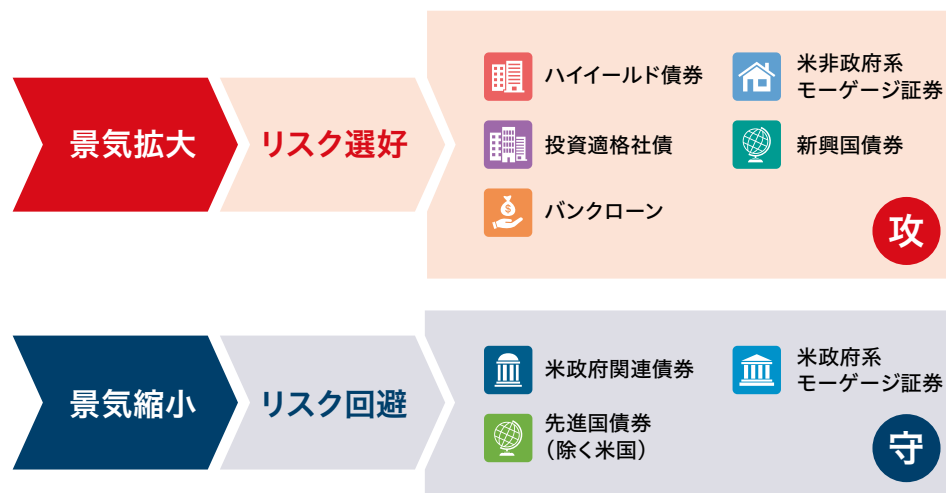 景気拡大
リスク選好
ハイイールド債券
米非政府系
モーゲージ証券
投資適格社債
新興国債券
バンクローン
攻
景気縮小
リスク回避
米政府関連債券
米政府系
モーゲージ証券
先進国債券
（除く米国）
守